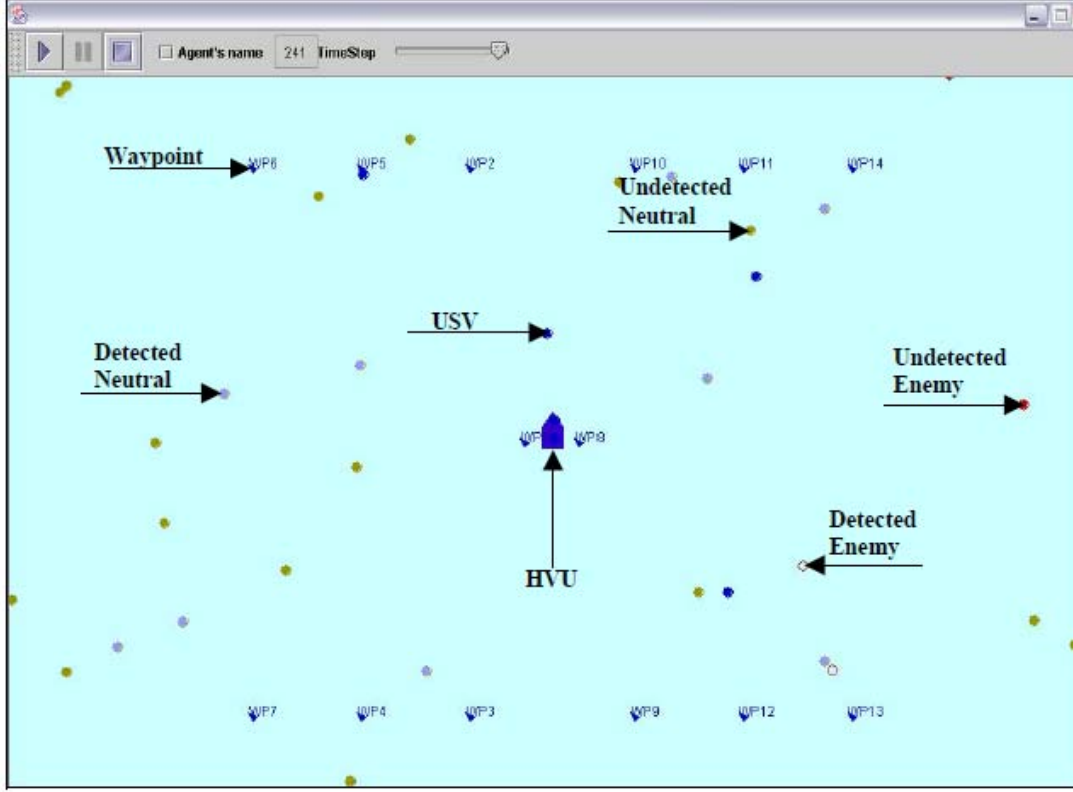 Agent's name 241 TimeStep
Waypoint
WP6
WP5
WP2
WP10
WP11
WP14
Undetected
Neutral
USV
Detected
Neutral
Undetected
Enemy
WP8
Detected
Enemy
HVU
WP7
WP4
WP3
WP9
WP12
WP13